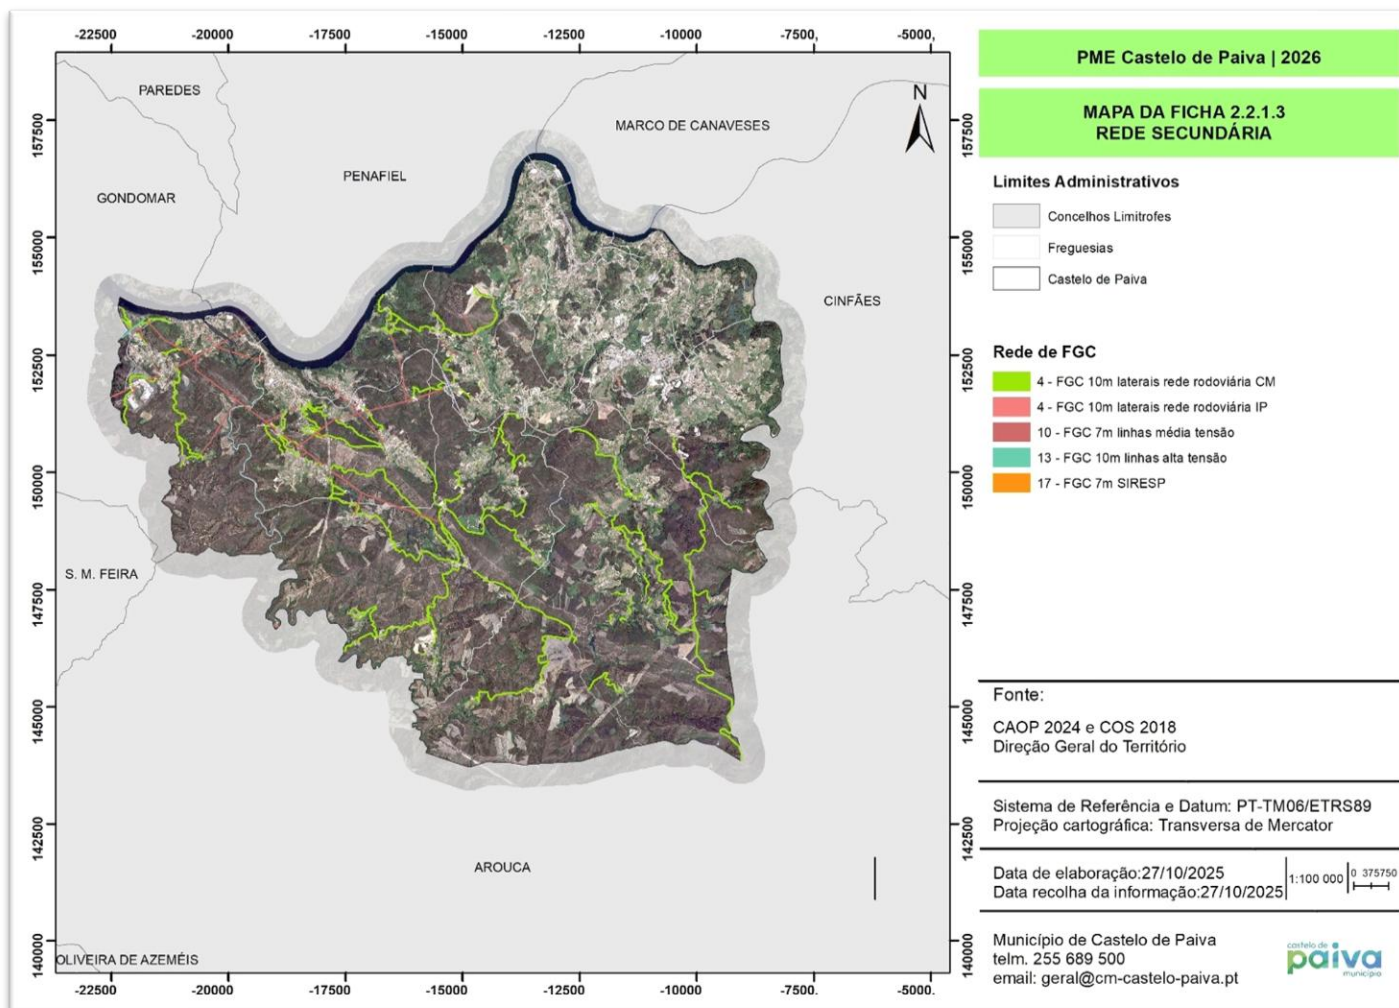 -22500 -20000 -17500 -15000 -12500 -10000 -7500. -5000.
PAREDES
MARCO DE CANAVESES
N
PENAFIEL
GONDOMAR
CINFÃES
S. M. FEIRA
AROUCA
OLIVEIRA DE AZEMÉIS
157500 157500
155000 155000
152500 152500
150000 150000
147500 147500
145000 145000
142500 142500
140000 140000
-22500 -20000 -17500 -15000 -12500 -10000 -7500. -5000.
PME Castelo de Paiva | 2026
MAPA DA FICHA 2.2.1.3
REDE SECUNDÁRIA
Limites Administrativos
Concelhos Limitrofes
Freguesias
Castelo de Paiva
Rede de FGC
4 - FGC 10m laterais rede rodoviária CM
4 - FGC 10m laterais rede rodoviária IP
10 - FGC 7m linhas média tensão
13 - FGC 10m linhas alta tensão
17 - FGC 7m SIRESP
Fonte:
CAOP 2024 e COS 2018
Direção Geral do Território
Sistema de Referência e Datum: PT-TM06/ETRS89
Projeção cartográfica: Transversa de Mercator
Data de elaboração:27/10/2025
Data recolha da informação:27/10/2025
1:100 000
0 375750
Município de Castelo de Paiva
telm. 255 689 500
email: geral@cm-castelo-paiva.pt
castelo de
paiva
município